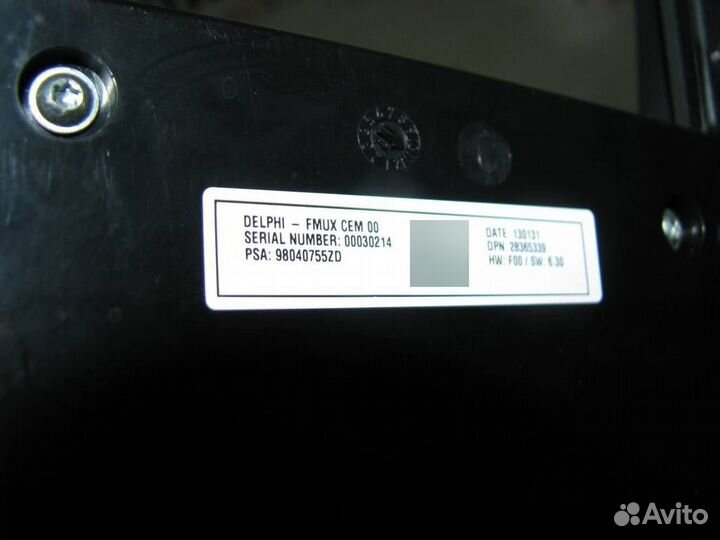 DELPHI – FMUX CEM 00
SERIAL NUMBER: 00030214
PSA: 98040755ZD
DATE: 130131
DPN: 28365339
HW: F00 / SW: 6.30
Avito